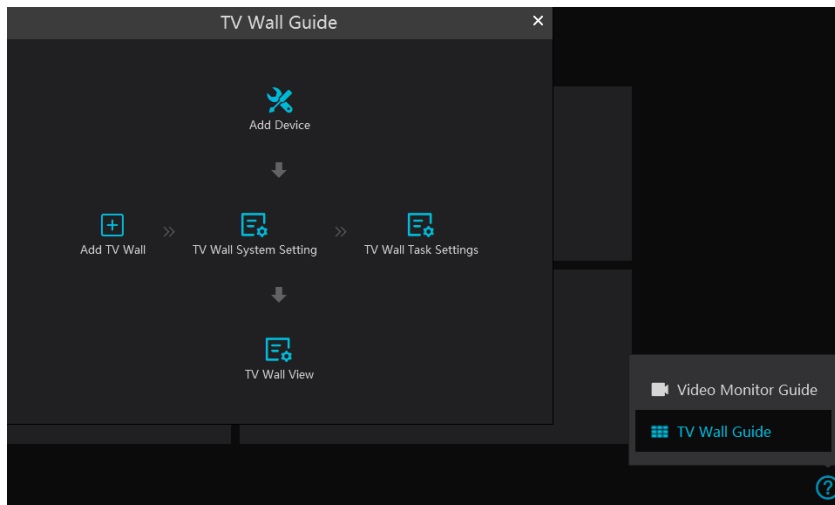 TV Wall Guide
Add Device
Add TV Wall
TV Wall System Setting
TV Wall Task Settings
TV Wall View
Video Monitor Guide
TV Wall Guide